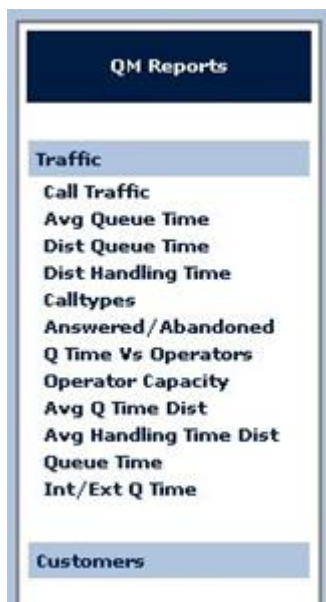 QM Reports
Traffic
Call Traffic
Avg Queue Time
Dist Queue Time
Dist Handling Time
Calltypes
Answered/Abandoned
Q Time Vs Operators
Operator Capacity
Avg Q Time Dist
Avg Handling Time Dist
Queue Time
Int/Ext Q Time
Customers